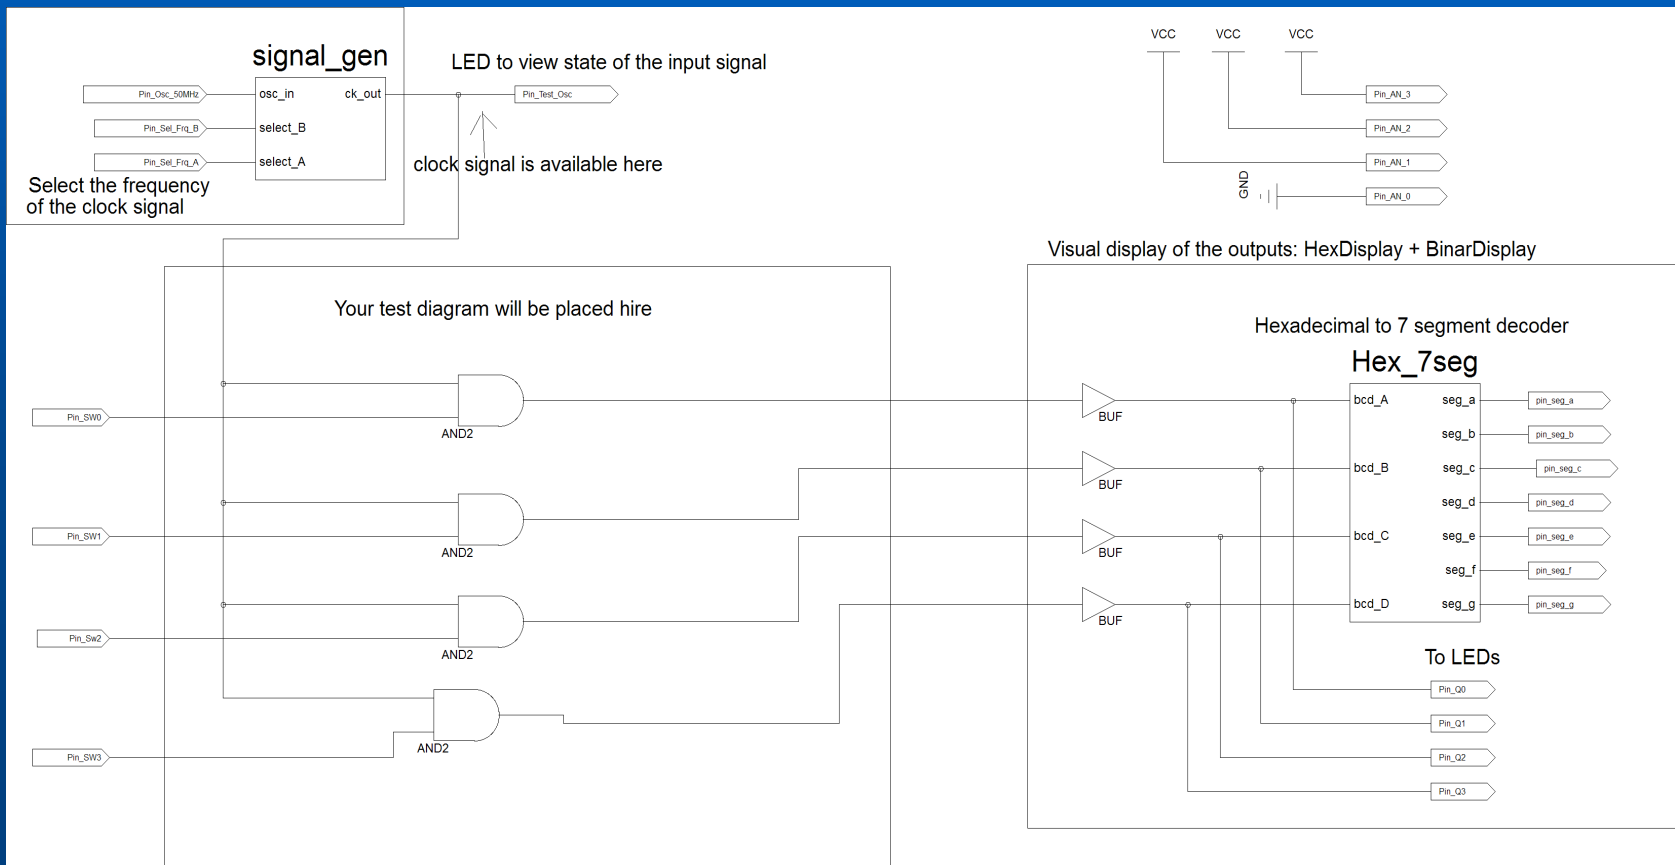 signal_gen
Pin_Osc_50MHz
osc_in
ck_out
Pin_Sel_Frq_B
select_B
Pin_Sel_Frq_A
select_A
Select the frequency
of the clock signal
LED to view state of the input signal
Pin_Test_Osc
clock signal is available here
VCC
VCC
VCC
Pin_AN_3
Pin_AN_2
Pin_AN_1
GND
Pin_AN_0
Visual display of the outputs: HexDisplay + BinarDisplay
Your test diagram will be placed hire
Pin_SW0
AND2
Pin_SW1
AND2
Pin_Sw2
AND2
Pin_SW3
AND2
BUF
BUF
BUF
BUF
Hexadecimal to 7 segment decoder
Hex_7seg
bcd_A
seg_a
pin_seg_a
seg_b
pin_seg_b
bcd_B
seg_c
pin_seg_c
seg_d
pin_seg_d
bcd_C
seg_e
pin_seg_e
seg_f
pin_seg_f
bcd_D
seg_g
pin_seg_g
To LEDs
Pin_Q0
Pin_Q1
Pin_Q2
Pin_Q3